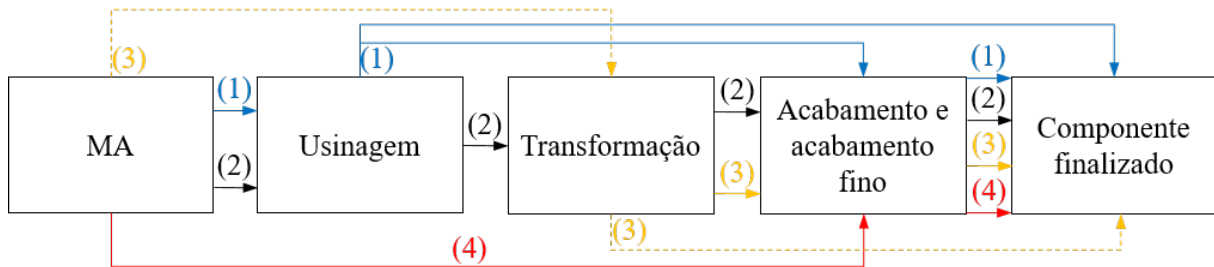 (3)
(1)
(1)
MA
(1)
(2)
Usinagem
(2)
Transformação
(2)
(3)
Acabamento e
acabamento
fino
(2)
(3)
(4)
Componente
finalizado
(4)
(3)